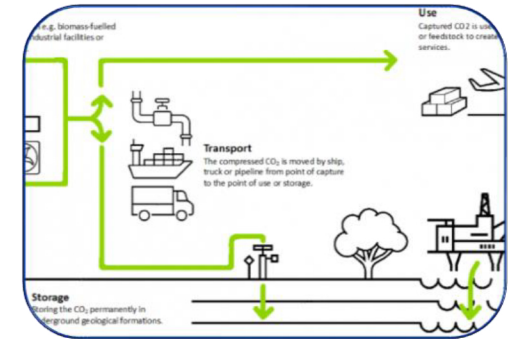 e.g. biomass-fuelled
industrial facilities or
Use
Captured CO2 is
or feedstock to create
services.
Transport
The compressed CO₂ is moved by ship,
truck or pipeline from point of capture
to the point of use or storage.
Storage
Storing the CO₂ permanently in
underground geological formations.